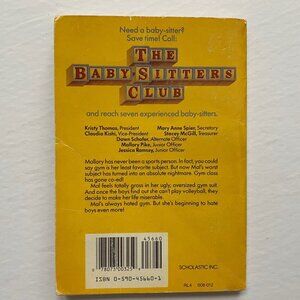 Need a baby-sitter?
Save time! Call:
THE
BABY-SITTERS
CLUB
and reach seven experienced baby-sitters.
Kristy Thomas, President Mary Anne Spier, Secretary
Claudia Kishi, Vice-President Stacey McGill, Treasurer
Dawn Schafer, Alternate Officer
Mallory Pike, Junior Officer
Jessica Ramsey, Junior Officer
Mallory has never been a sports person. In fact, you could
say gym is her least favorite subject. But now Mal's worst
subject has turned into an absolute nightmare. Gym class
has gone co-ed!
Mal feels totally gross in her ugly, oversized gym suit.
And once the boys find out she can't play volleyball, they
decide to make her life miserable.
Mal's always hated gym. But she's beginning to hate
boys even more!
45660
ISBN 0-590-45660-1
SCHOLASTIC INC.
RL4 008-012